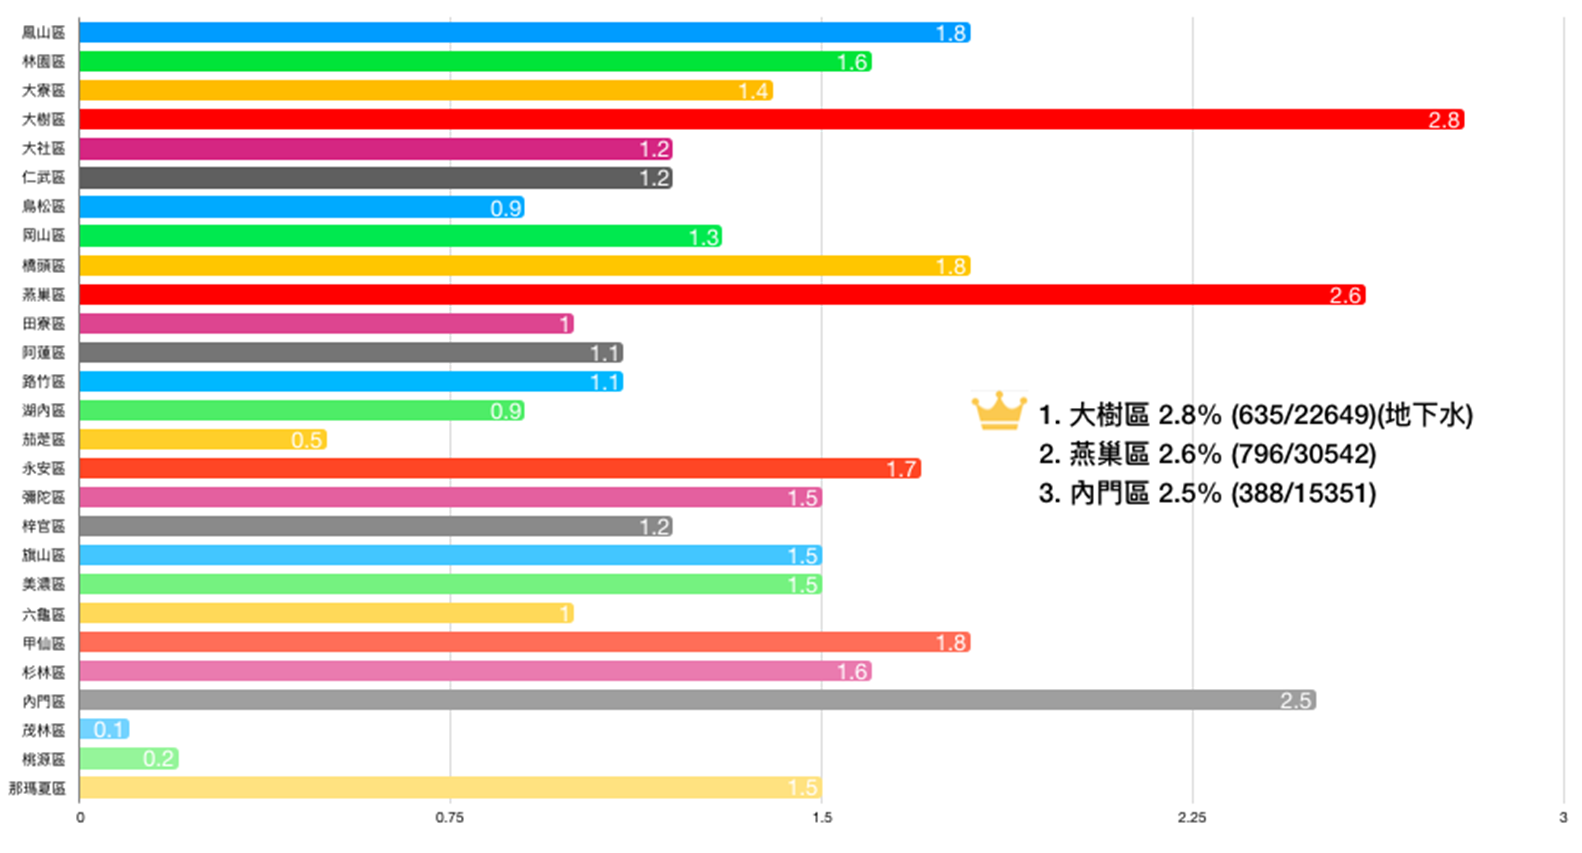 鳳山區 1.8
林園區 1.6
大寮區 1.4
大樹區 2.8
大社區 1.2
仁武區 1.2
鳥松區 0.9
岡山區 1.3
橋頭區 1.8
燕巢區 2.6
田寮區 1
阿蓮區 1.1
路竹區 1.1
湖內區 0.9
茄萣區 0.5
永安區 1.7
彌陀區 1.5
梓官區 1.2
旗山區 1.5
美濃區 1.5
六龜區 1
甲仙區 1.8
杉林區 1.6
內門區 2.5
茂林區 0.1
桃源區 0.2
那瑪夏區 1.5
0 0.75 1.5 2.25 3
1. 大樹區 2.8% (635/22649)(地下水)
2. 燕巢區 2.6% (796/30542)
3. 內門區 2.5% (388/15351)